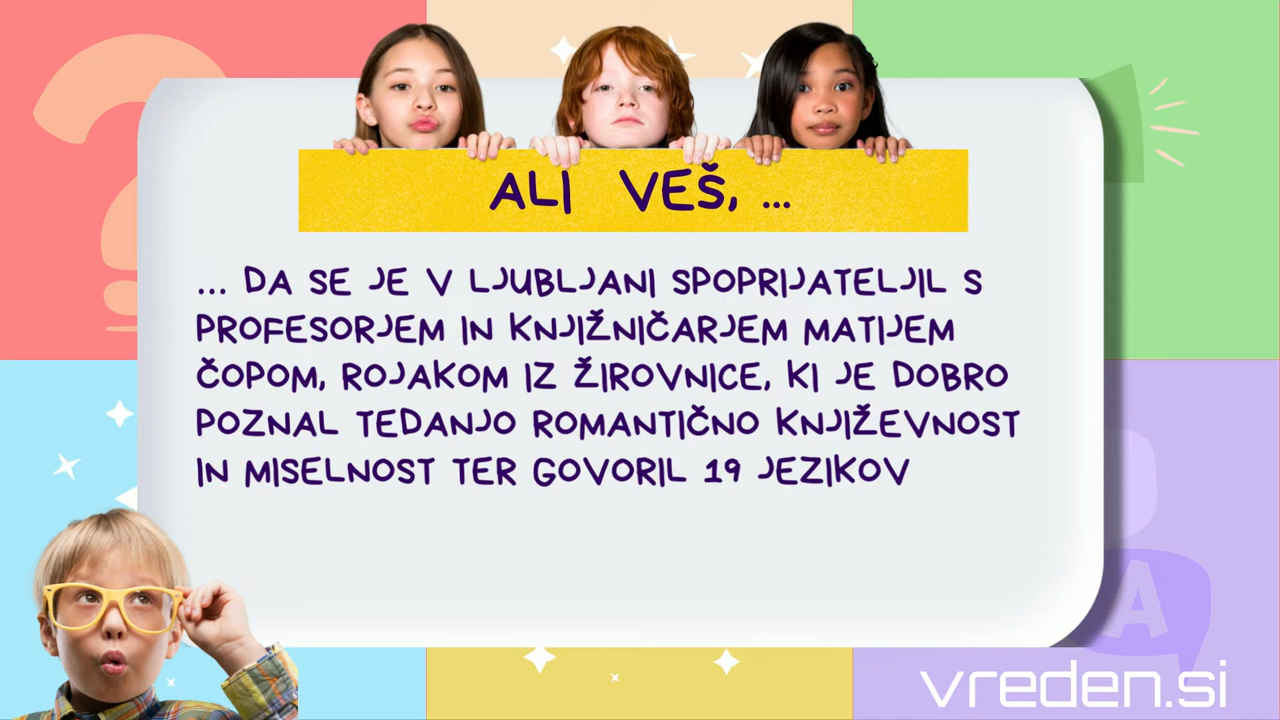 ALI VEŠ, ...
... DA SE JE V LJUBLJANI SPOPRIJATELJIL S
PROFESORJEM IN KNJIŽNIČARJEM MATIJEM
ČOPOM, ROJAKOM IZ ŽIROVNICE, KI JE DOBRO
POZNAL TEDANJO ROMANTIČNO KNJIŽEVNOST
IN MISELNOST TER GOVORIL 19 JEZIKOV
A
vreden.si